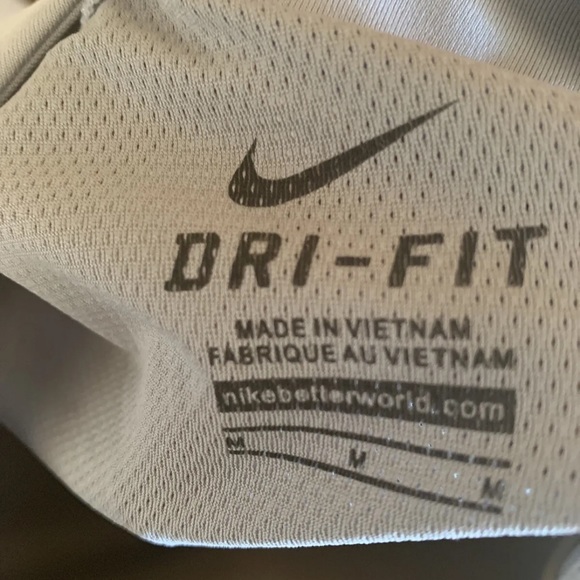 DRI-FIT
MADE IN VIETNAM
FABRIQUE AU VIETNAM
nikebetterworld.com
M M M